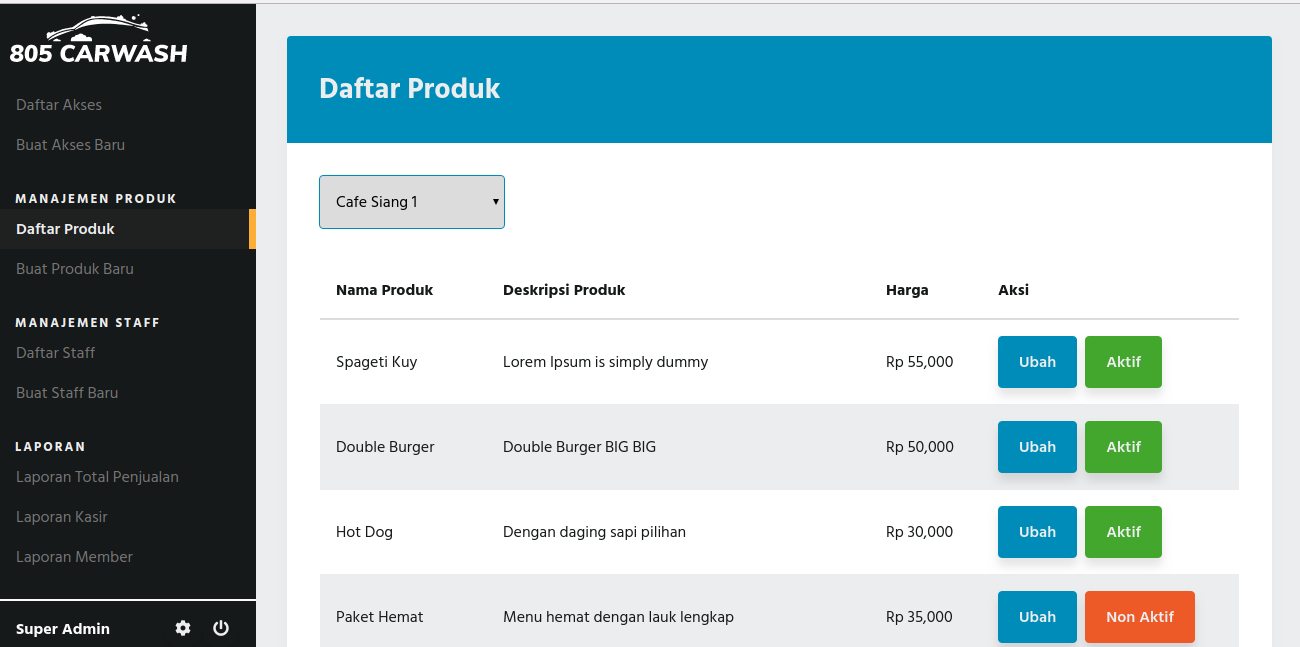 805 CARWASH
Daftar Akses
Buat Akses Baru
MANAJEMEN PRODUK
Daftar Produk
Buat Produk Baru
MANAJEMEN STAFF
Daftar Staff
Buat Staff Baru
LAPORAN
Laporan Total Penjualan
Laporan Kasir
Laporan Member
Super Admin
Daftar Produk
Cafe Siang 1
Nama Produk Deskripsi Produk Harga Aksi
Spageti Kuy Lorem Ipsum is simply dummy Rp 55,000 Ubah Aktif
Double Burger Double Burger BIG BIG Rp 50,000 Ubah Aktif
Hot Dog Dengan daging sapi pilihan Rp 30,000 Ubah Aktif
Paket Hemat Menu hemat dengan lauk lengkap Rp 35,000 Ubah Non Aktif